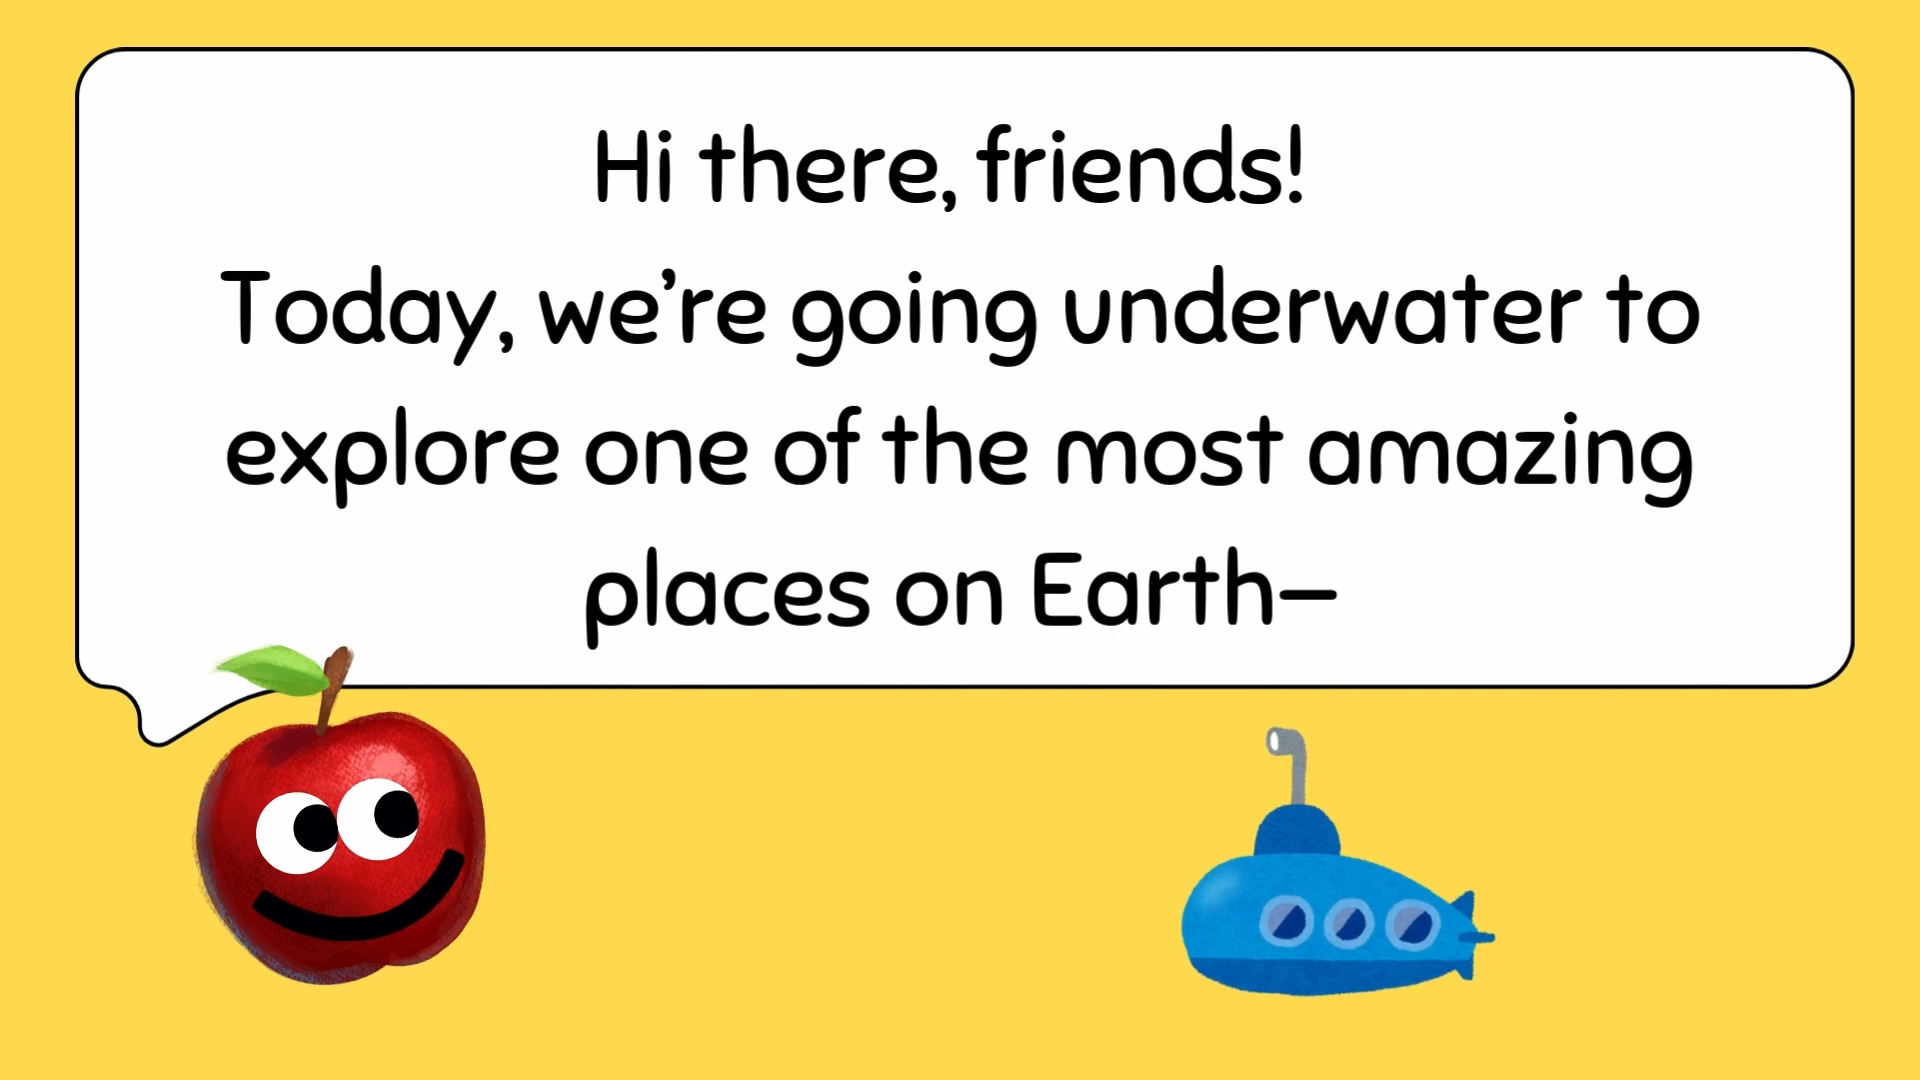 Hi there, friends!
Today, we’re going underwater to
explore one of the most amazing
places on Earth—